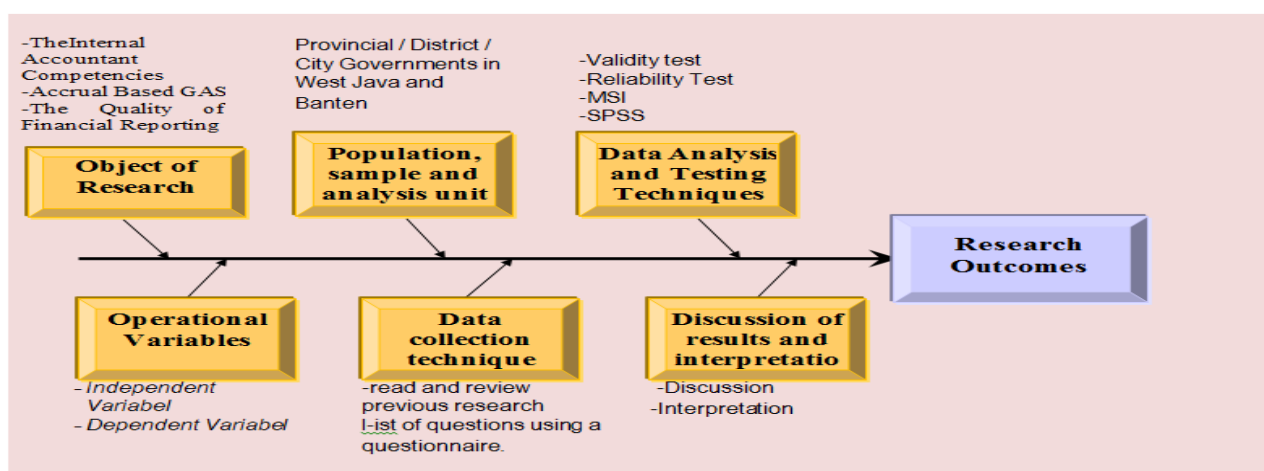 -TheInternal
Accountant
Competencies
-Accrual Based GAS
-The Quality of
Financial Reporting
Object of
Research
Provincial / District /
City Governments in
West Java and
Banten
Population,
sample and
analysis unit
-Validity test
-Reliability Test
-MSI
-SPSS
Data Analysis
and Testing
Techniques
Research
Outcomes
Operational
Variables
- Independent
Variabel
- Dependent Variabel
Data
collection
technique
-read and review
previous research
l-ist of questions using a
questionnaire.
Discussion of
results and
interpretatio
-Discussion
-Interpretation